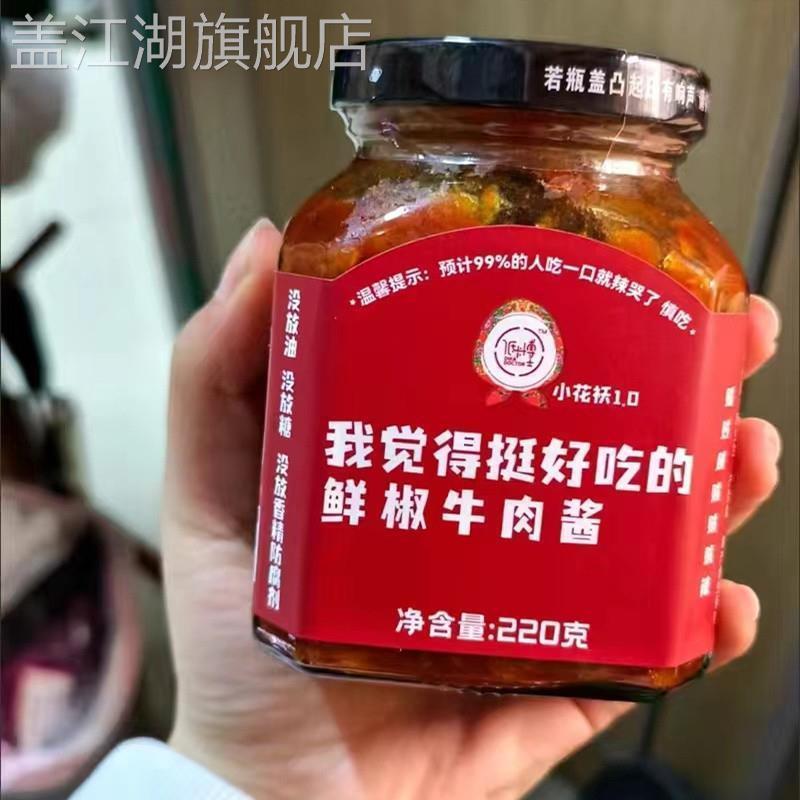 盖江湖旗舰店
若瓶盖凸起
有响声
·温馨提示：预计99%的人吃一口就辣哭了 慎吃·
TM
DOCTOR
小花袄1.0
没放油 没放糖 没放香精防腐剂
我觉得挺好吃的
鲜椒牛肉酱
净含量:220克